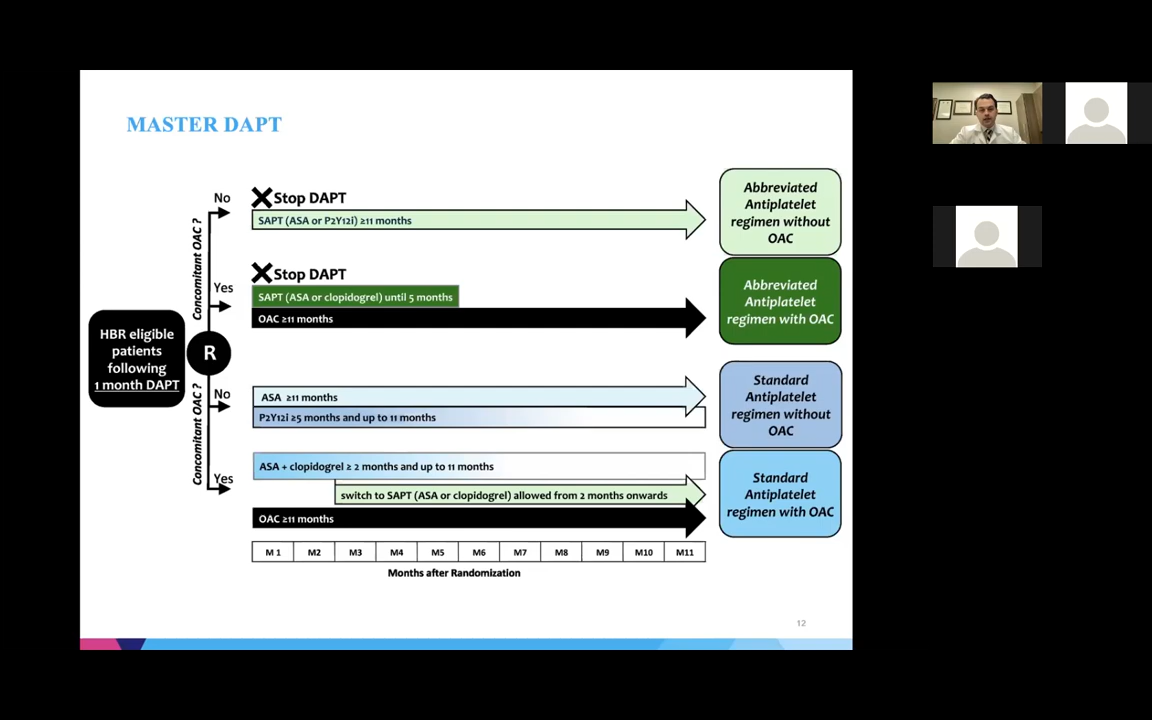 MASTER DAPT
No
Stop DAPT
SAPT (ASA or P2Y12i) ≥11 months
Abbreviated
Antiplatelet
regimen without
OAC
Concomitant OAC ?
Yes
Stop DAPT
SAPT (ASA or clopidogrel) until 5 months
OAC ≥11 months
Abbreviated
Antiplatelet
regimen with OAC
HBR eligible
patients
following
1 month DAPT
R
Concomitant OAC ?
No
ASA ≥11 months
P2Y12i ≥5 months and up to 11 months
Standard
Antiplatelet
regimen without
OAC
Yes
ASA + clopidogrel ≥ 2 months and up to 11 months
switch to SAPT (ASA or clopidogrel) allowed from 2 months onwards
OAC ≥11 months
Standard
Antiplatelet
regimen with OAC
M 1 M2 M3 M4 M5 M6 M7 M8 M9 M10 M11
Months after Randomization
12